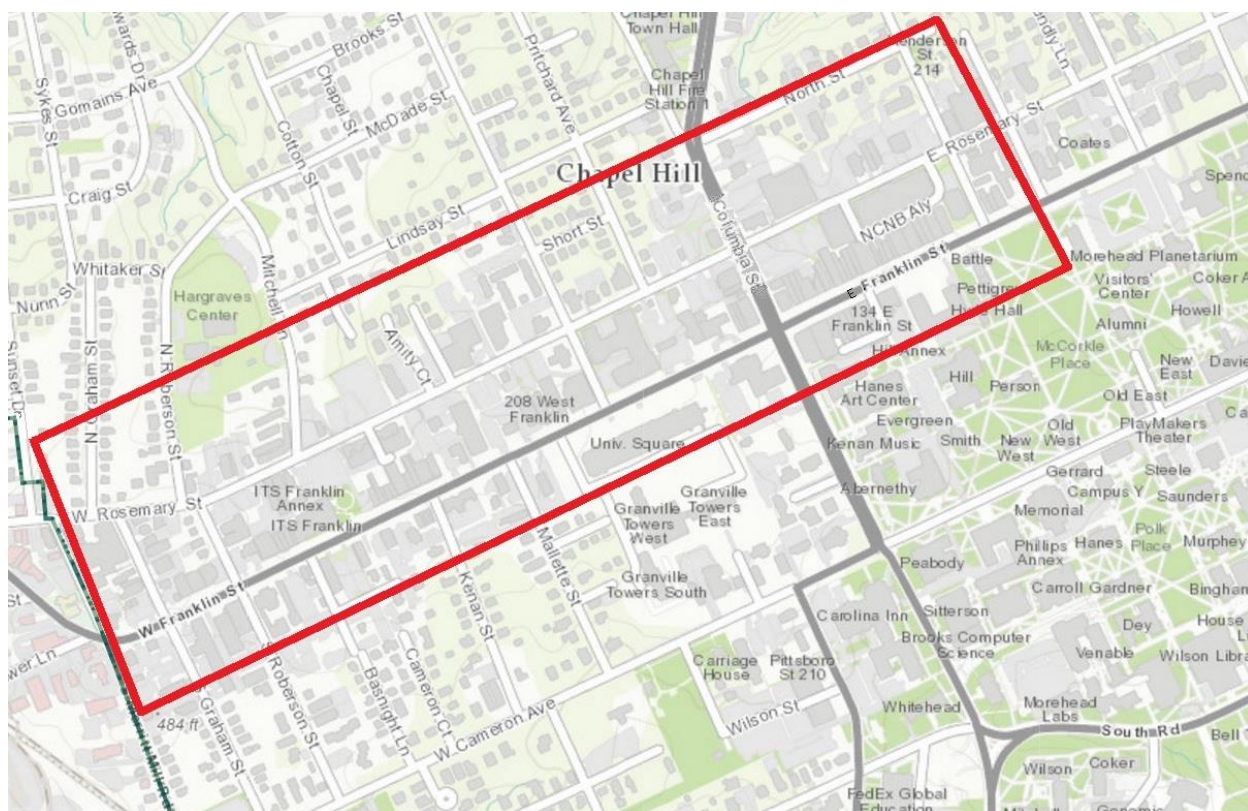 Chapel Hill
Town Hall
Brooks St
Pritchard Ave
Sykes St
Gomains Ave
Chapel St
McDade St
Cotton St
Chapel Hill Fire
Station 1
North St
Henderson
St. 214
E Rosemary St
Coates
Craig St
Chapel Hill
Lindsay St
Short St
N Columbia St
NCNB Aly
Whitaker St
Nunn St
Hargraves
Center
Mitchell Ln
E Franklin St
Battle
Pettigrew
Hyde Hall
Morehead Planetarium
Visitors'
Center
Howell
134 E
Franklin St
Alumni
McCorkle
Place
Sunset Dr
N Graham St
N Roberson St
Amity Ct
208 West
Franklin
Univ. Square
Hill Annex
Hanes
Art Center
Hill
Person
New
East
Old East
Evergreen
Kenan Music
Smith
New
West
Old
West
PlayMakers
Theater
W Rosemary St
ITS Franklin
Annex
ITS Franklin
Granville
Towers
West
Granville
Towers
East
Granville
Towers South
Abernethy
Gerrard
Steele
Campus Y
Saunders
Memorial
Polk
Place
Phillips
Annex
Hanes
Murphey
Peabody
Carroll
Gardner
W Franklin St
Mallette St
Kenan St
Basnight Ln
Cameron Ct
W Cameron Ave
S Roberson St
S Graham St
484 ft
Carolina Inn
Sitterson
Brooks Computer
Science
Dey
Venable
Carriage
House
Pittsboro
St 210
Wilson St
Whitehead
Morehead
Labs
South Rd
Wilson
Coker
FedEx Global
Education